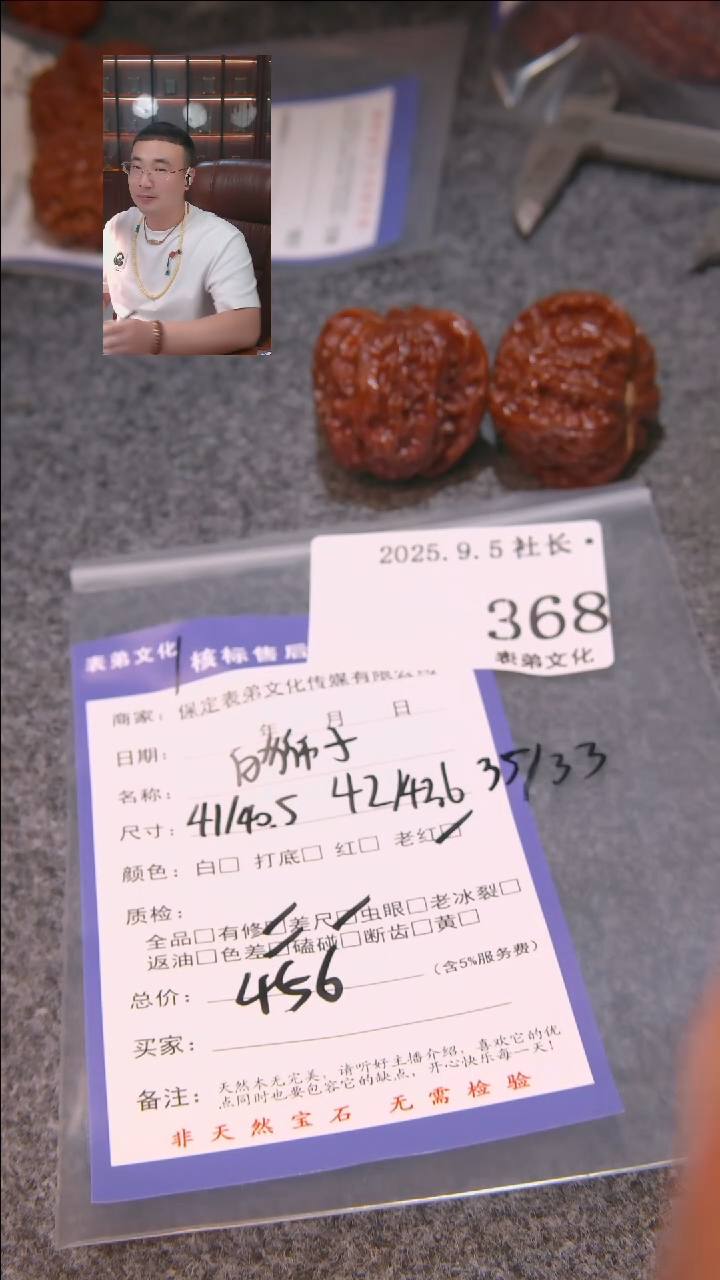 2025.9.5 社长 •
368
表弟文化
表弟文化 核标售后
商家：保定表弟文化传媒有限公司
日期： 年 月 日
名称： 白狮子
尺寸：41/40.5 42/43.6 35/33
颜色：白□ 打底□ 红□ 老红□
质检：
全品□有修□差尺□虫眼□老冰裂□
返油□色差□磕碰□断齿□黄□
总价： 456 （含5%服务费）
买家：
备注：天然本无完美，请听好主播介绍，喜欢它的优
点同时也要包容它的缺点，开心快乐每一天！
非天然宝石 无需检验